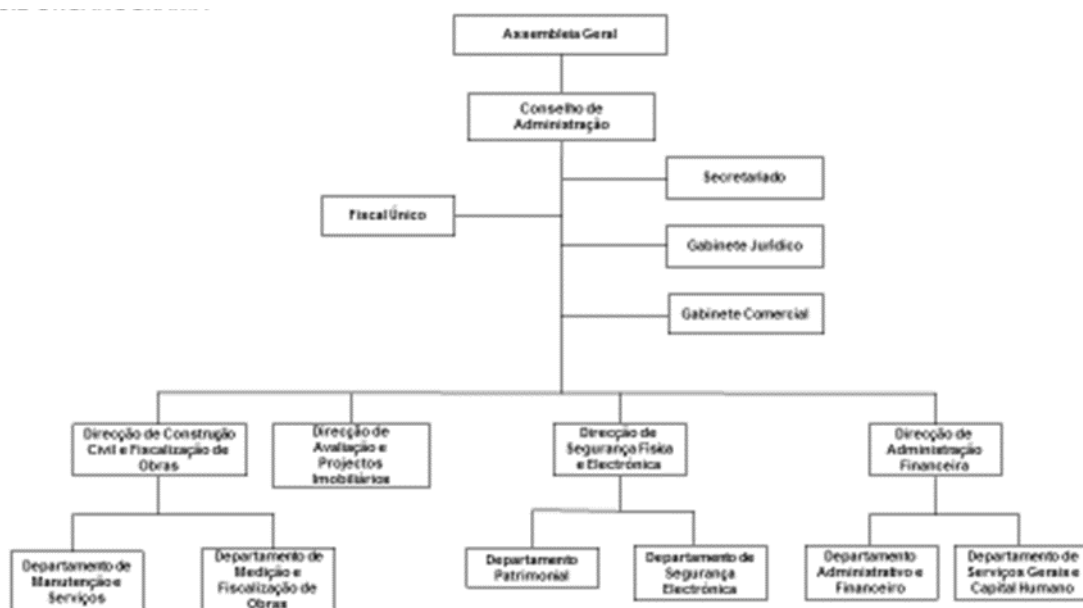 Assembleia Geral
Conselho de
Administração
Secretariado
Fiscal Único
Gabinete Jurídico
Gabinete Comercial
Direcção de Construção
Civil e Fiscalização de
Obras
Direcção de
Avaliação e
Projectos
Imobiliários
Direcção de
Segurança Física
e Electrónica
Direcção de
Administração
Financeira
Departamento de
Manutenção e
Serviços
Departamento de
Medição e
Fiscalização de
Obras
Departamento
Patrimonial
Departamento de
Segurança
Electrónica
Departamento
Administrativo e
Financeiro
Departamento de
Serviços Gerais e
Capital Humano